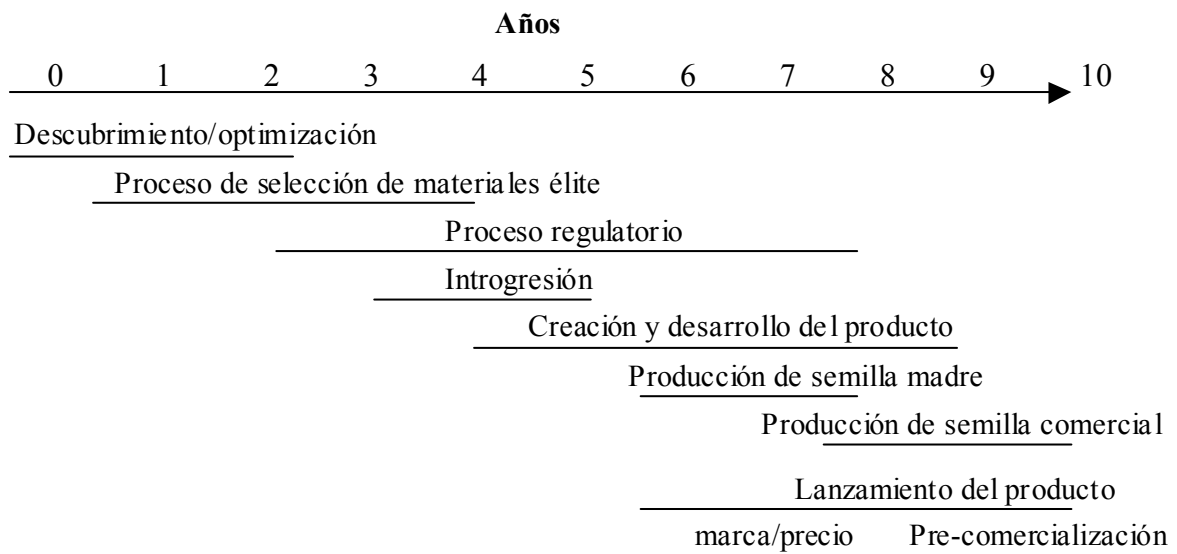 Años
0 1 2 3 4 5 6 7 8 9 10
Descubrimiento/optimización
Proceso de selección de materiales élite
Proceso regulatorio
Introgresión
Creación y desarrollo del producto
Producción de semilla madre
Producción de semilla comercial
Lanzamiento del producto
marca/precio Pre-comercialización